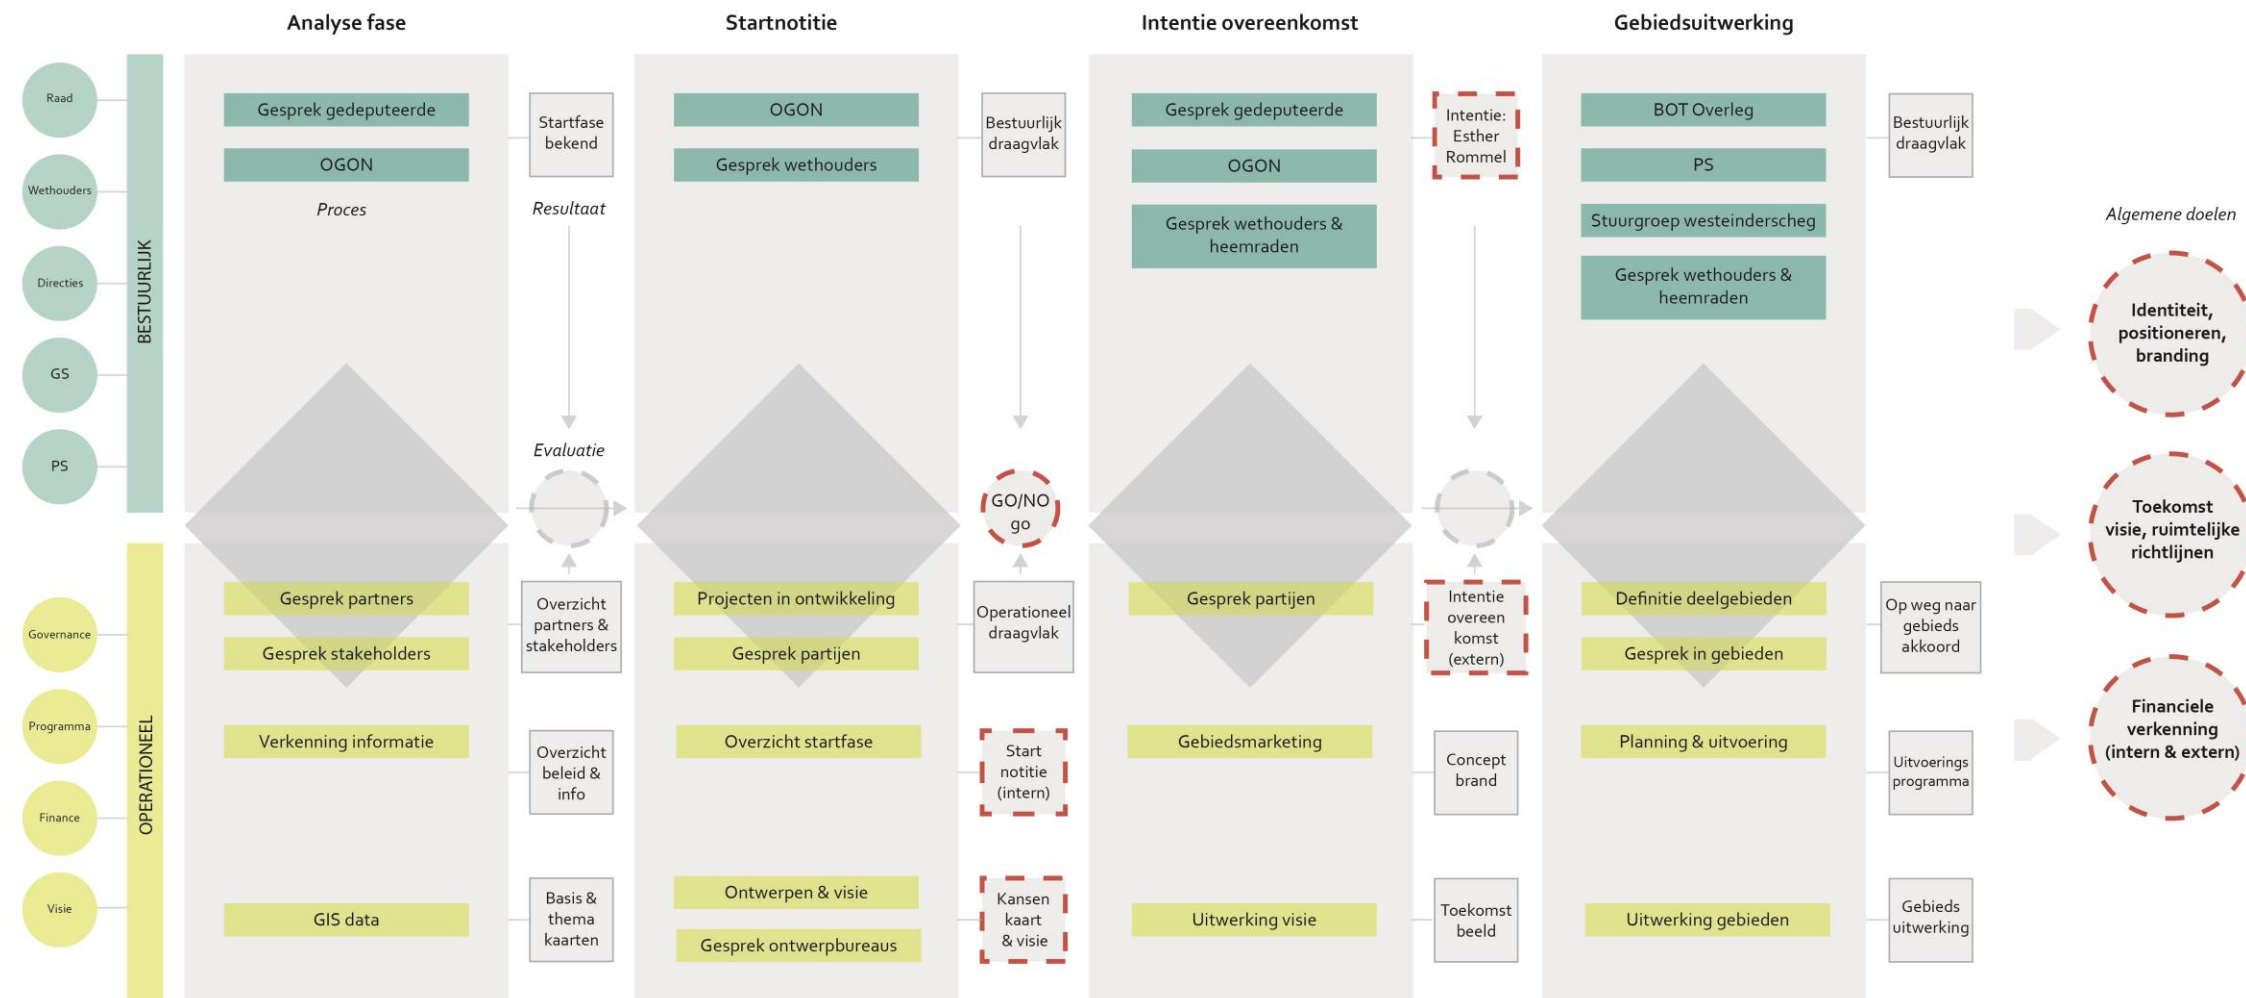 Analyse fase
Startnotitie
Intentie overeenkomst
Gebiedsuitwerking
BESTUURLIJK
Raad
Wethouders
Directies
GS
PS
Gesprek gedeputeerde
OGON
Proces
Startfase
bekend
Resultaat
Evaluatie
OGON
Gesprek wethouders
Bestuurlijk
draagvlak
GO/NO
go
Gesprek gedeputeerde
OGON
Gesprek wethouders &
heemraden
Intentie:
Esther
Rommel
BOT Overleg
PS
Stuurgroep westeinderscheg
Gesprek wethouders &
heemraden
Bestuurlijk
draagvlak
OPERATIONEEL
Governance
Programma
Finance
Visie
Gesprek partners
Gesprek stakeholders
Overzicht
partners &
stakeholders
Verkenning informatie
Overzicht
beleid &
info
GIS data
Basis &
thema
kaarten
Projecten in ontwikkeling
Gesprek partijen
Operationeel
draagvlak
Overzicht startfase
Start
notitie
(intern)
Ontwerpen & visie
Gesprek ontwerpbureaus
Kansen
kaart
& visie
Gesprek partijen
Intentie
overeen
komst
(extern)
Gebiedsmarketing
Concept
brand
Uitwerking visie
Toekomst
beeld
Definitie deelgebieden
Gesprek in gebieden
Op weg naar
gebieds
akkoord
Planning & uitvoering
Uitvoerings
programma
Uitwerking gebieden
Gebieds
uitwerking
Algemene doelen
Identiteit,
positioneren,
branding
Toekomst
visie, ruimtelijke
richtlijnen
Financiele
verkenning
(intern & extern)